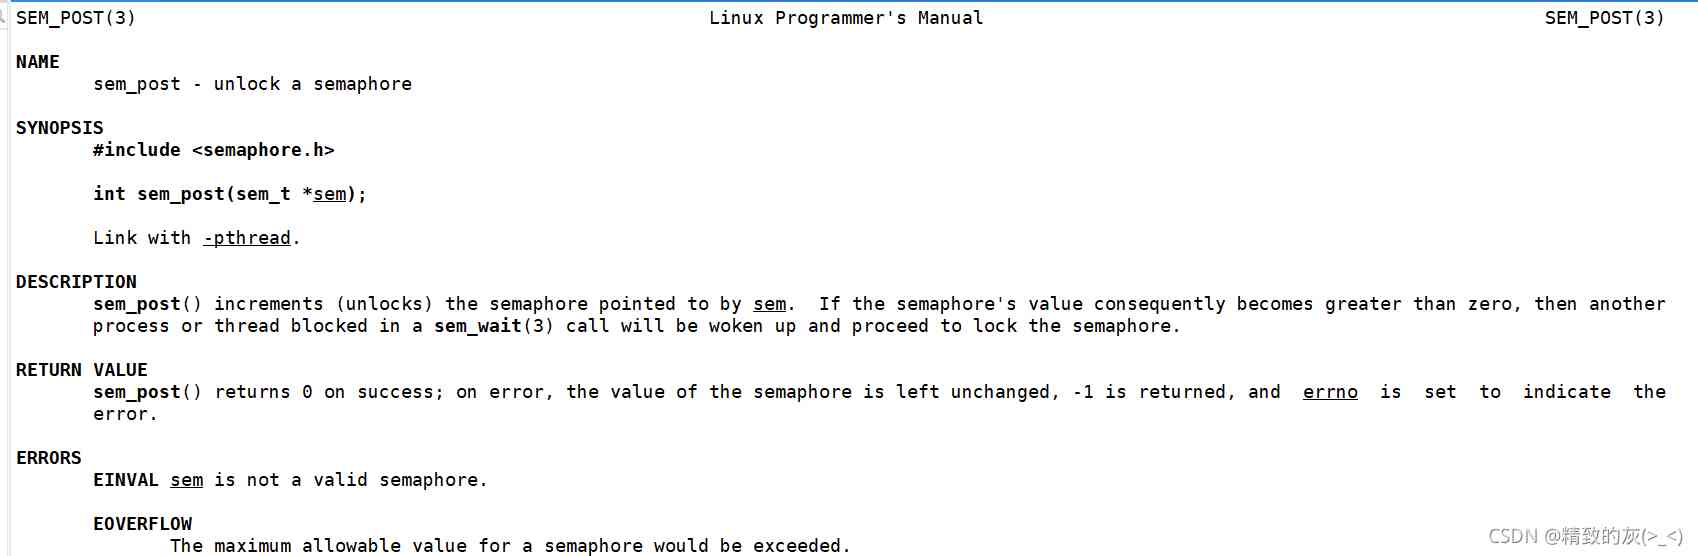 SEM_POST(3) Linux Programmer's Manual SEM_POST(3)
NAME
sem_post - unlock a semaphore
SYNOPSIS
#include <semaphore.h>
int sem_post(sem_t *sem);
Link with -pthread.
DESCRIPTION
sem_post() increments (unlocks) the semaphore pointed to by sem. If the semaphore's value consequently becomes greater than zero, then another
process or thread blocked in a sem_wait(3) call will be woken up and proceed to lock the semaphore.
RETURN VALUE
sem_post() returns 0 on success; on error, the value of the semaphore is left unchanged, -1 is returned, and errno is set to indicate the
error.
ERRORS
EINVAL sem is not a valid semaphore.
EOVERFLOW
The maximum allowable value for a semaphore would be exceeded.
CSDN @精致的灰(>_<)